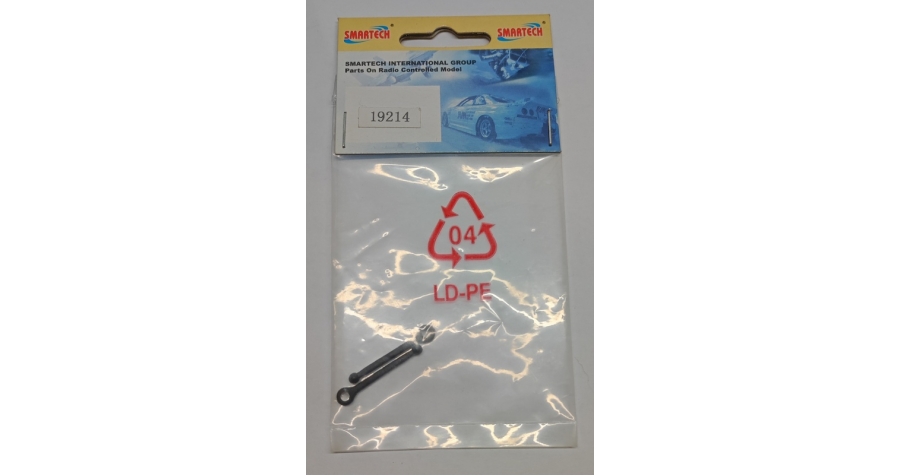 SMARTECH
SMARTECH
SMARTECH INTERNATIONAL GROUP
Parts On Radio Controlled Model
19214
04
LD-PE